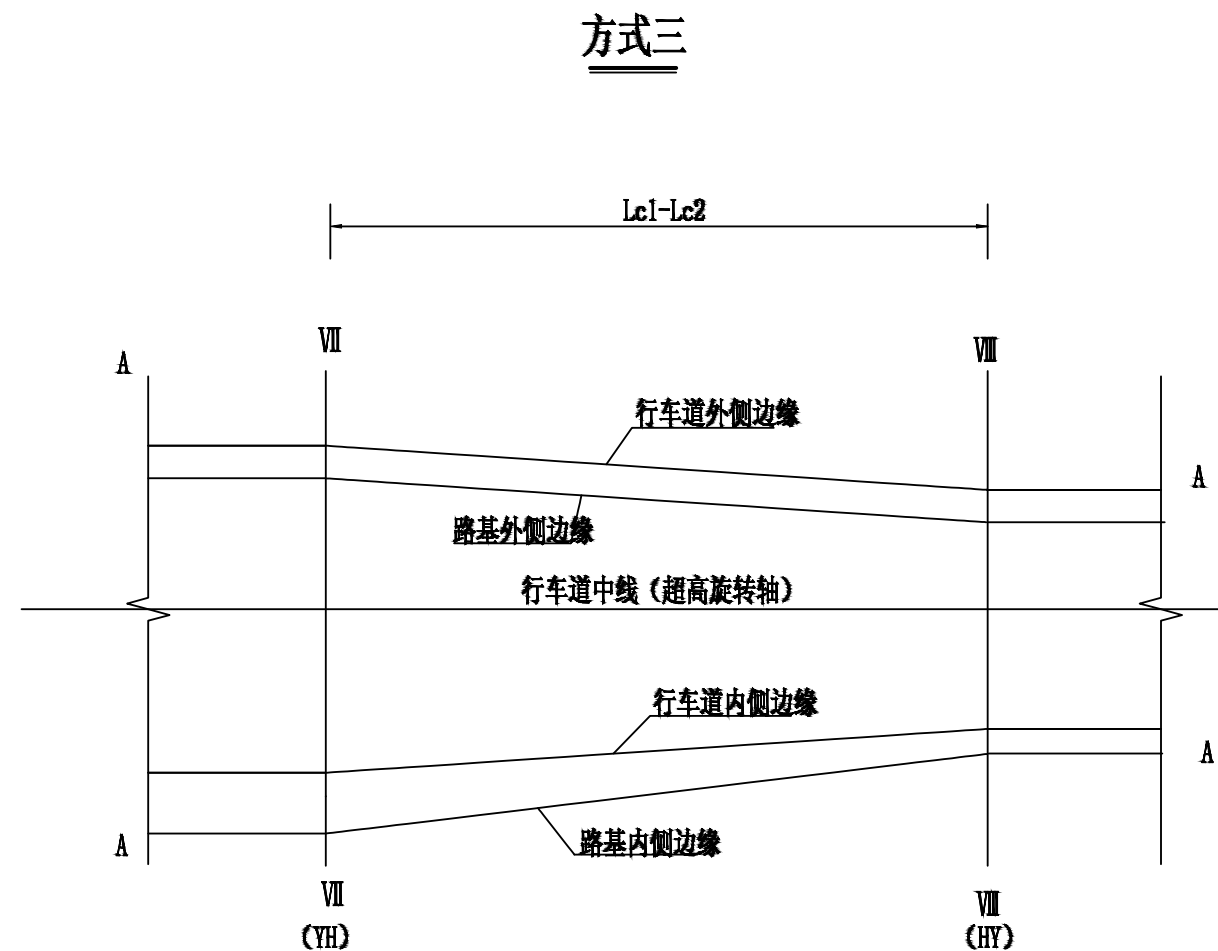 方式三
Lc1-Lc2
Ⅶ
Ⅷ
A
行车道外侧边缘
A
路基外侧边缘
行车道中线（超高旋转轴）
行车道内侧边缘
A
A
路基内侧边缘
Ⅶ
Ⅷ
(YH)
(HY)